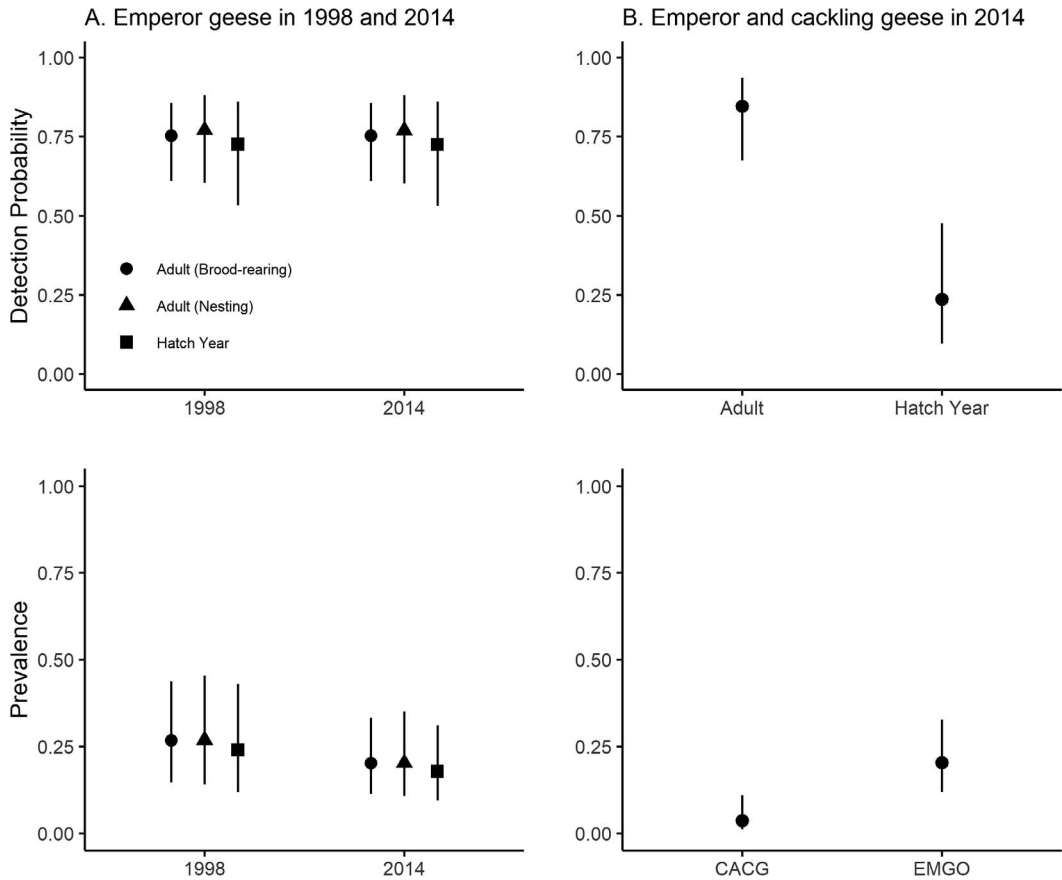 A. Emperor geese in 1998 and 2014
Detection Probability
1.00
0.75
0.50
0.25
0.00
Adult (Brood-rearing)
Adult (Nesting)
Hatch Year
1998 2014
B. Emperor and cackling geese in 2014
1.00
0.75
0.50
0.25
0.00
Adult Hatch Year
Prevalence
1.00
0.75
0.50
0.25
0.00
1998 2014
1.00
0.75
0.50
0.25
0.00
CACG EMGO